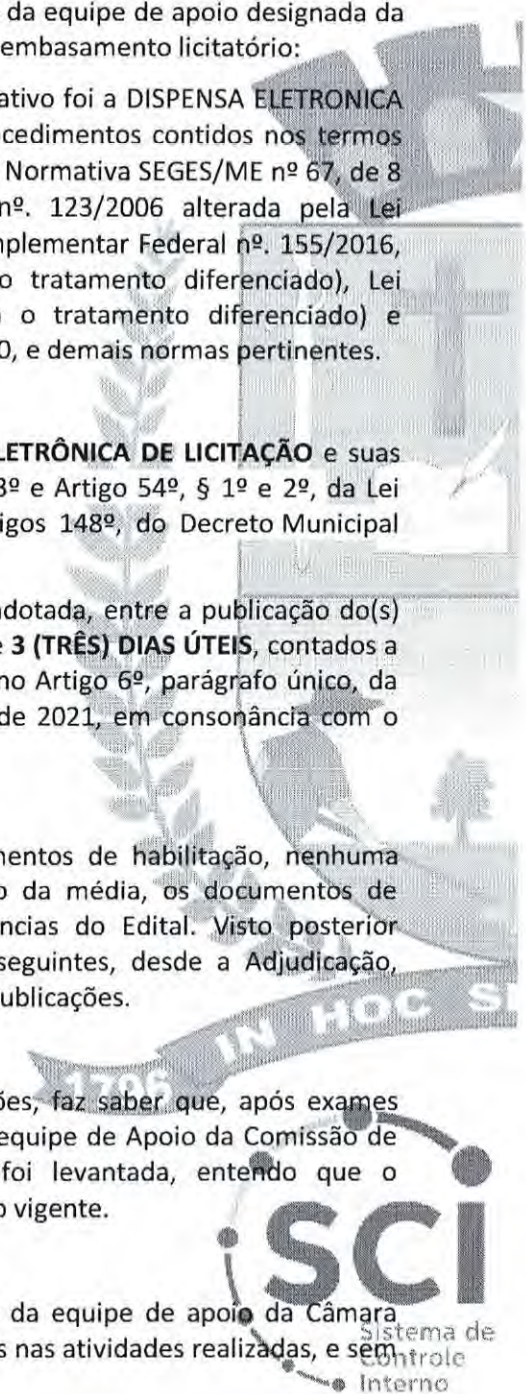 da equipe de apoio designada da
embasamento licitatório:
ativo foi a DISPENSA ELETRONICA
ocedimentos contidos nos termos
Normativa SEGES/ME nº 67, de 8
nº. 123/2006 alterada pela Lei
mplementar Federal nº. 155/2016,
o tratamento diferenciado), Lei
o tratamento diferenciado) e
0, e demais normas pertinentes.
LETRÔNICA DE LICITAÇÃO e suas
3º e Artigo 54º, § 1º e 2º, da Lei
igos 148º, do Decreto Municipal
adotada, entre a publicação do(s)
e 3 (TRÊS) DIAS ÚTEIS, contados a
no Artigo 6º, parágrafo único, da
de 2021, em consonância com o
mentos de habilitação, nenhuma
o da média, os documentos de
ências do Edital. Visto posterior
seguintes, desde a Adjudicação,
publicações.
1706 IN HOC SI
ões, faz saber que, após exames
equipe de Apoio da Comissão de
foi levantada, entendo que o
o vigente.
SCI
da equipe de apoio da Câmara
Sistema de
s nas atividades realizadas, e sem
Controle
Interno